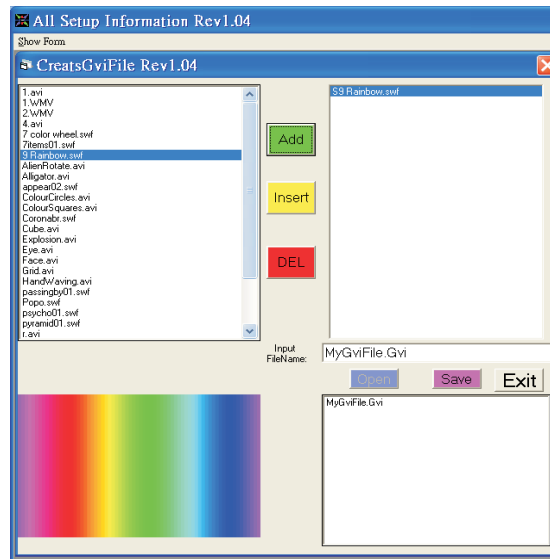 All Setup Information Rev1.04
Show Form
CreatsGviFile Rev1.04
1.avi
1.WMV
2.WMV
4.avi
7 color wheel.swf
7items01.swf
9 Rainbow.swf
AlienRotate.avi
Alligator.avi
appear02.swf
ColourCircles.avi
ColourSquares.avi
Coronabr.swf
Cube.avi
Explosion.avi
Eye.avi
Face.avi
Grid.avi
HandWaving.avi
passingby01.swf
Popo.swf
psycho01.swf
pyramid01.swf
r.avi
Add
Insert
DEL
S9 Rainbow.swf
Input
FileName:
MyGviFile.Gvi
Open
Save
Exit
MyGviFile.Gvi